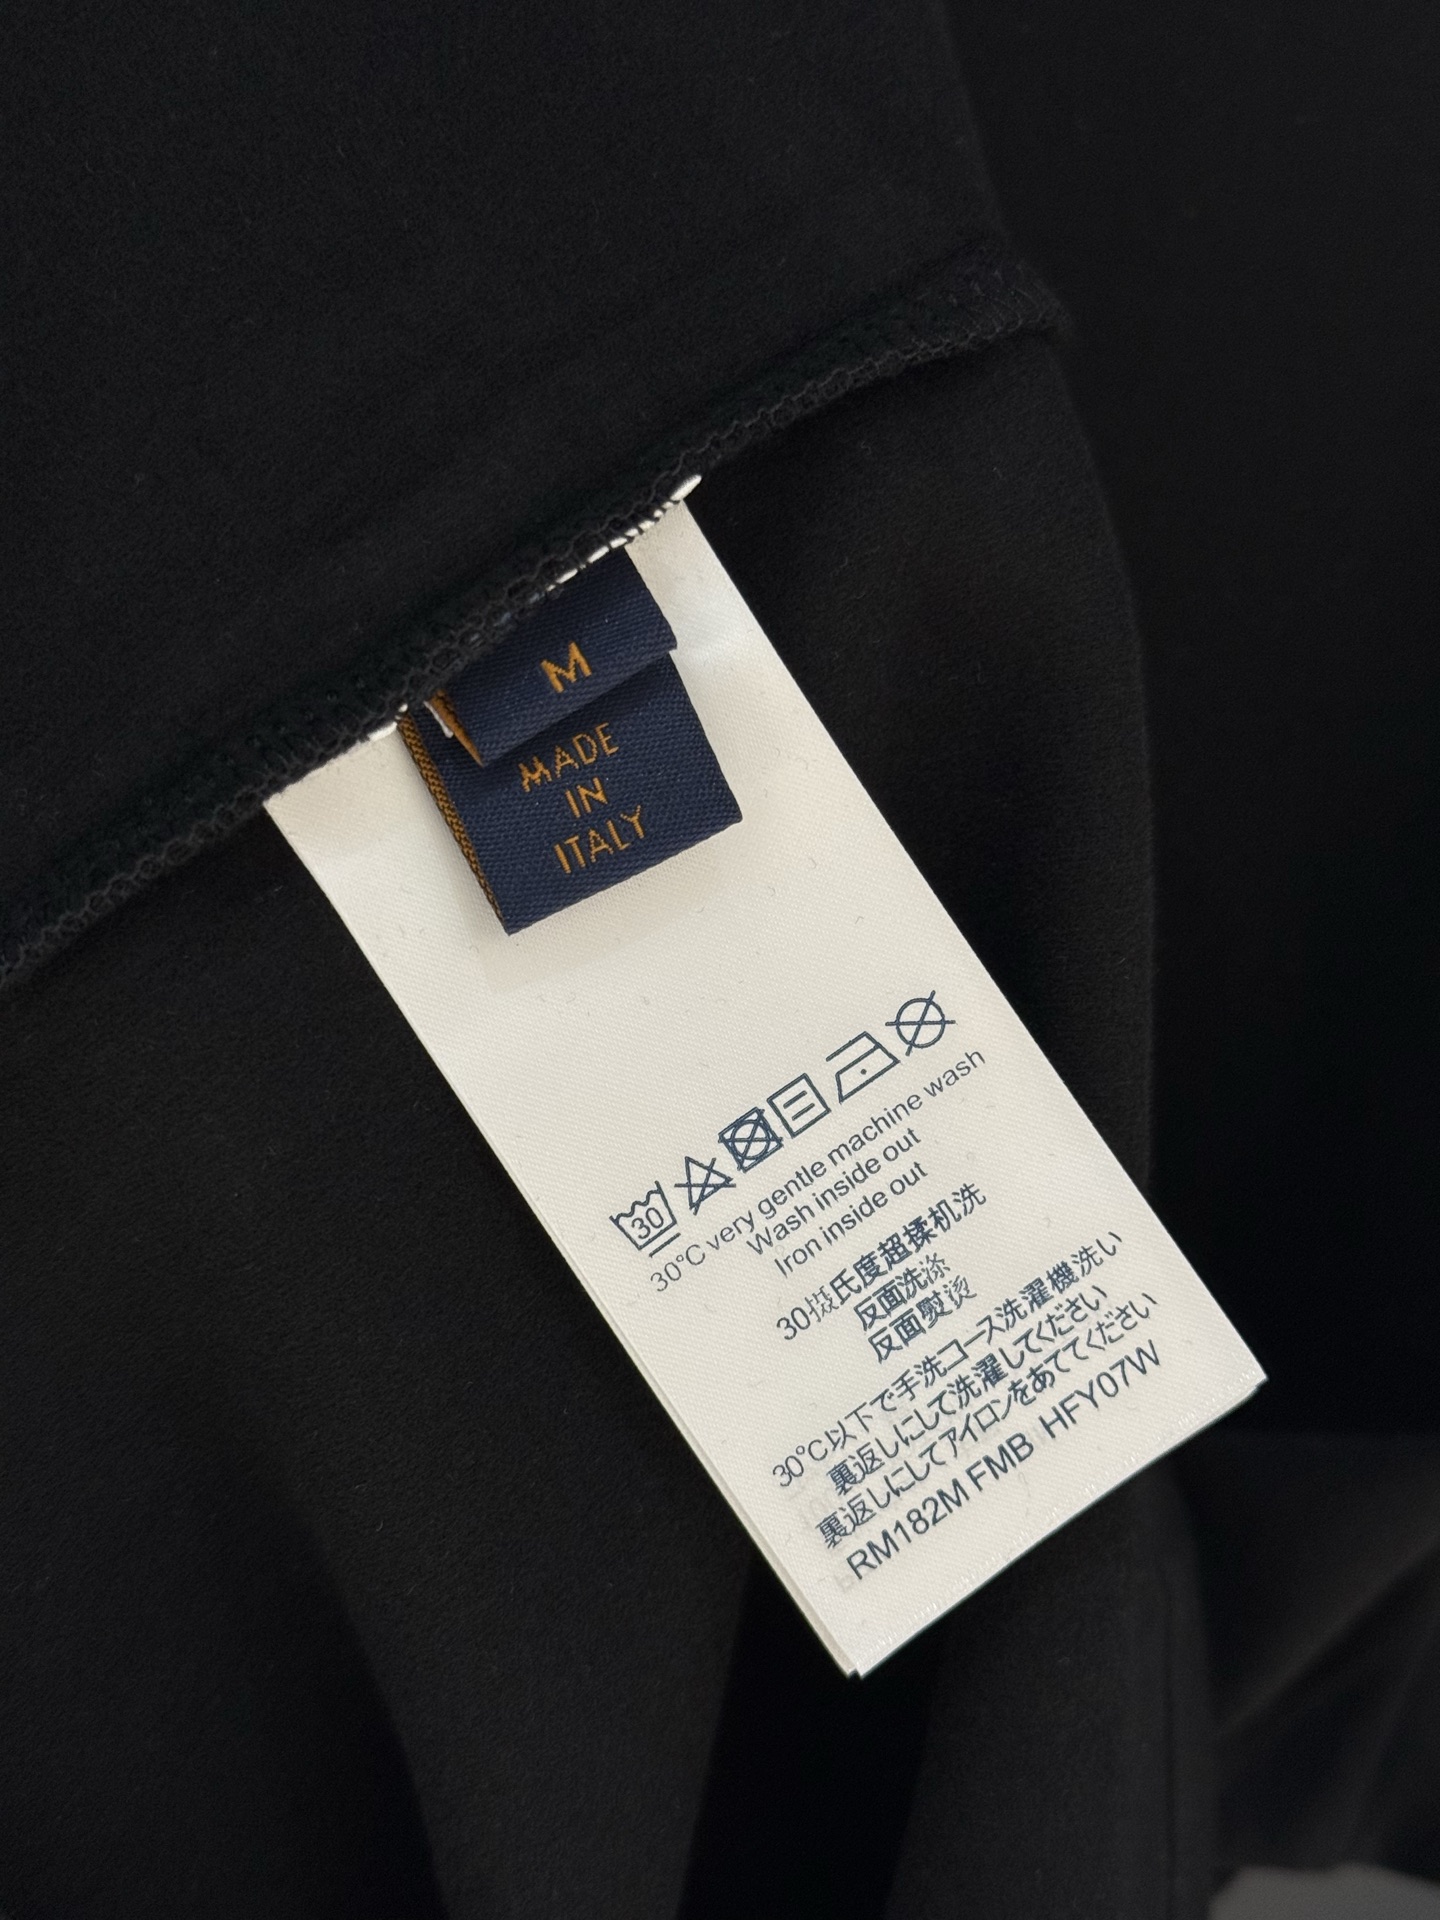 M
MADE
IN
ITALY
30
30°C very gentle machine wash
Wash inside out
Iron inside out
30摄氏度超揉机洗
反面洗涤
反面熨烫
30°C以下で手洗コース洗濯機洗い
裏返しにして洗濯してください
裏返しにしてアイロンをあててください
RM182M FMB HFY07W